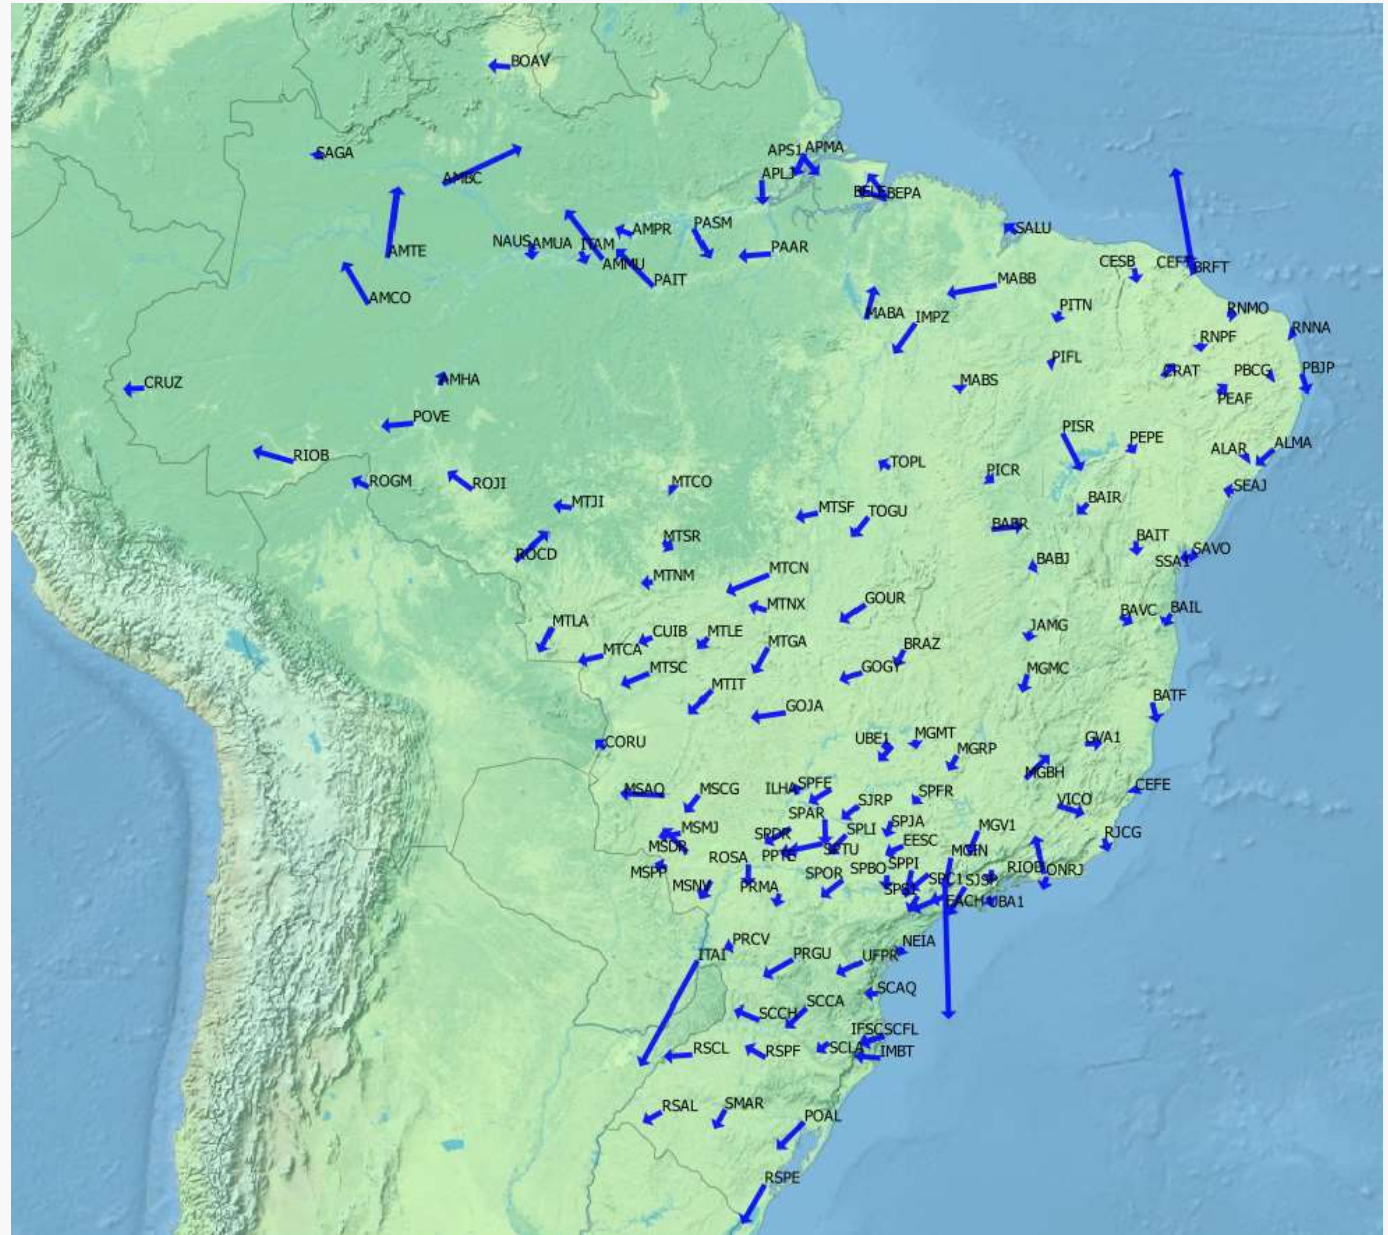 BOAV
SAGA
APS1
APMA
AMBC
APLJ
BELE
BEPA
PASM
AMPR
SALU
NAUS
AMUA
ITAM
AMTE
PAAR
AMMU
CESB
CEFT
BRFT
PAIT
MABB
AMCO
PITN
RNMO
MABA
IMPZ
RNNA
RNPF
PIFL
CRUZ
AMHA
MABS
CRAT
PBCG
PBJP
PEAF
POVE
PISR
PEPE
ALAR
ALMA
RIOB
TOPL
PICR
ROGM
ROJI
MTCO
SEAJ
MTJI
MTSF
TOGU
BAIR
BABR
MTSR
BAIT
ROCD
SAVO
SSA1
BABJ
MTNM
MTCN
MTNX
GOUR
BAVC
BAIL
MTLA
CUIB
MTLE
JAMG
MTCA
MTGA
BRAZ
MTSC
GOGY
MGMC
MTIT
BATF
GOJA
CORU
UBE1
MGMT
GVA1
MGRP
MGBH
MSAQ
MSCG
ILHA
SPFE
SPFR
CEFE
SJRP
VICO
SPAR
MSMJ
SPDR
SPLI
SPJA
MGV1
RJCG
MSDR
EESC
ROSA
PPTE
SPTU
MGIN
MSPP
SPOR
SPBO
SPPI
RIOD
ONRJ
MSNV
PRMA
SPC1
SJSP
EACH
UBA1
PRCV
ITAI
PRGU
UFPR
NEIA
SCAQ
SCCH
SCCA
IFSC
SCFL
RSCL
RSPF
SCLA
IMBT
RSAL
SMAR
POAL
RSPE